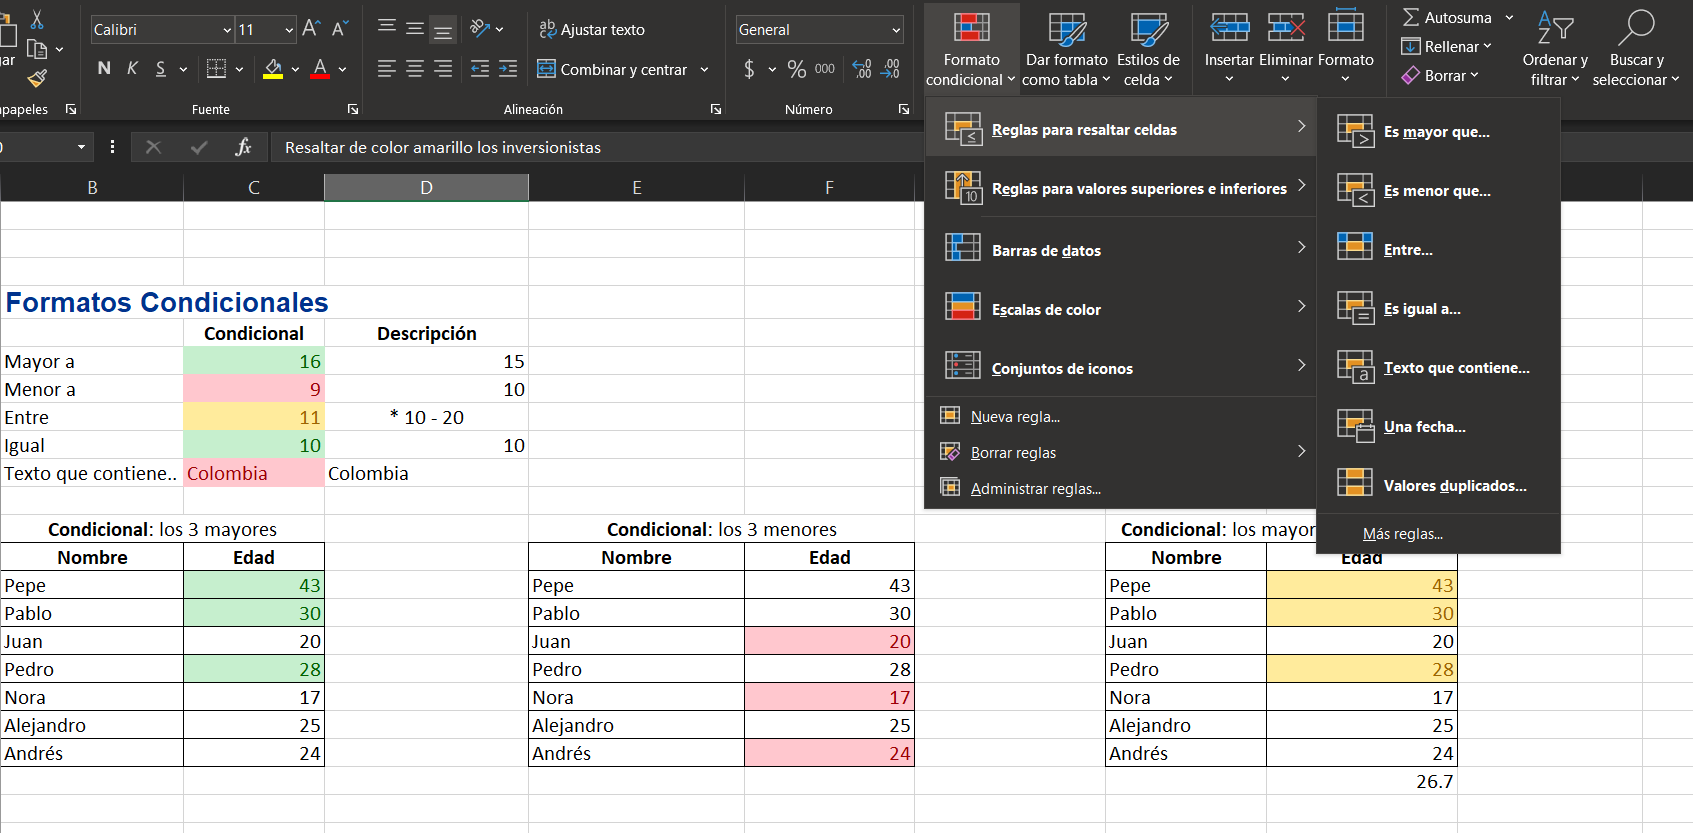 Calibri 11 A A
Ajustar texto
General
N K S A
Combinar y centrar
$ % 000
Formato condicional
Dar formato como tabla
Estilos de celda
Insertar Eliminar Formato
Autosuma
Rellenar
Borrar
Ordenar y filtrar
Buscar y seleccionar
Fuente
Alineación
Número
fx Resaltar de color amarillo los inversionistas
B C D E F
Reglas para resaltar celdas
Reglas para valores superiores e inferiores
Barras de datos
Escalas de color
Conjuntos de iconos
Nueva regla...
Borrar reglas
Administrar reglas...
Es mayor que...
Es menor que...
Entre...
Es igual a...
Texto que contiene...
Una fecha...
Valores duplicados...
Más reglas...
Formatos Condicionales
Condicional Descripción
Mayor a 16 15
Menor a 9 10
Entre 11 * 10 - 20
Igual 10 10
Texto que contiene.. Colombia Colombia
Condicional: los 3 mayores
Nombre Edad
Pepe 43
Pablo 30
Juan 20
Pedro 28
Nora 17
Alejandro 25
Andrés 24
Condicional: los 3 menores
Nombre Edad
Pepe 43
Pablo 30
Juan 20
Pedro 28
Nora 17
Alejandro 25
Andrés 24
Condicional: los mayor
Nombre Edad
Pepe 43
Pablo 30
Juan 20
Pedro 28
Nora 17
Alejandro 25
Andrés 24
26.7